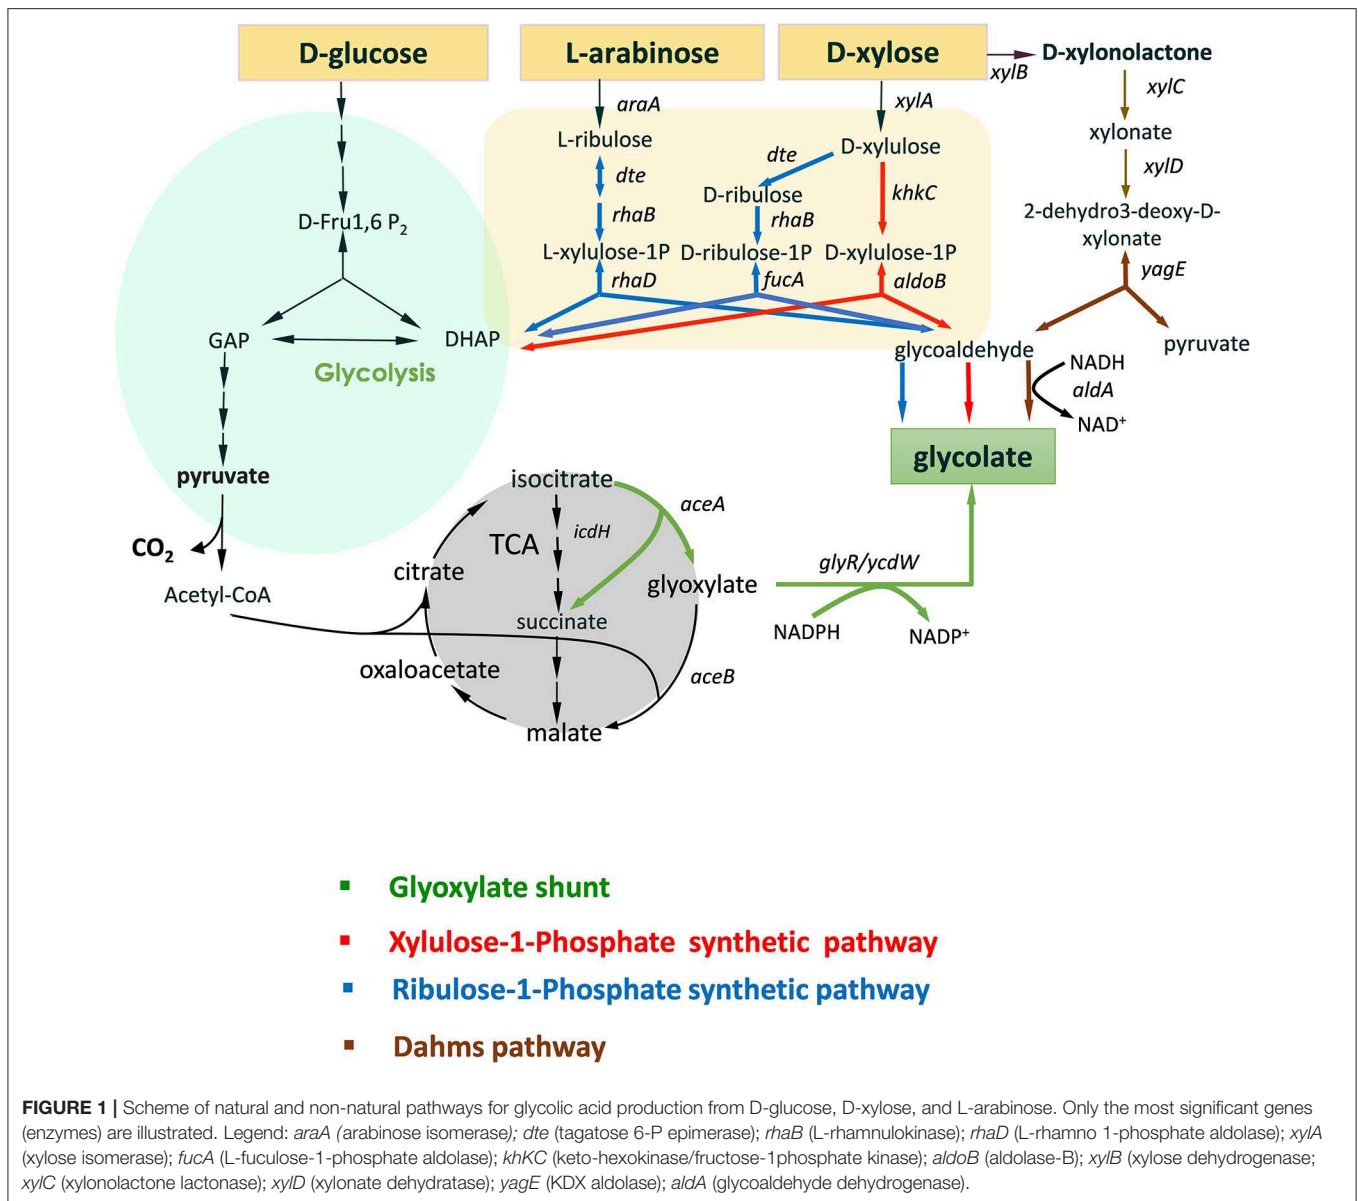 D-glucose
L-arabinose
D-xylose
xylB
D-xylonolactone
araA
xylA
xylC
L-ribulose
D-xylulose
xylonate
dte
dte
xylD
D-ribulose
khkC
rhaB
rhaB
2-dehydro3-deoxy-D-
xylonate
D-Fru1,6 P2
L-xylulose-1P
D-ribulose-1P
D-xylulose-1P
rhaD
fucA
aldoB
yagE
GAP
DHAP
glycoaldehyde
pyruvate
Glycolysis
NADH
aldA
NAD+
glycolate
pyruvate
isocitrate
aceA
icdH
TCA
CO2
citrate
glyoxylate
glyR/ycdW
Acetyl-CoA
succinate
NADPH
NADP+
oxaloacetate
aceB
malate
Glyoxylate shunt
Xylulose-1-Phosphate synthetic pathway
Ribulose-1-Phosphate synthetic pathway
Dahms pathway
FIGURE 1 | Scheme of natural and non-natural pathways for glycolic acid production from D-glucose, D-xylose, and L-arabinose. Only the most significant genes
(enzymes) are illustrated. Legend: araA (arabinose isomerase); dte (tagatose 6-P epimerase); rhaB (L-rhamnulokinase); rhaD (L-rhamno 1-phosphate aldolase); xylA
(xylose isomerase); fucA (L-fuculose-1-phosphate aldolase); khKC (keto-hexokinase/fructose-1phosphate kinase); aldoB (aldolase-B); xylB (xylose dehydrogenase;
xylC (xylonolactone lactonase); xylD (xylonate dehydratase); yagE (KDX aldolase); aldA (glycoaldehyde dehydrogenase).